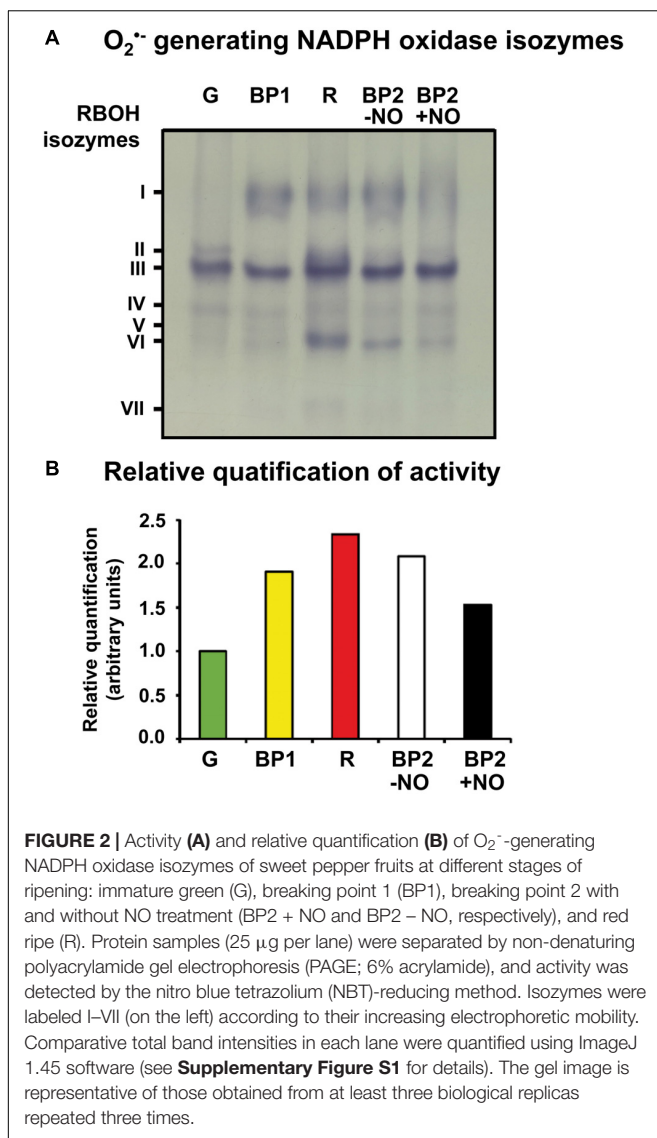 A O₂•- generating NADPH oxidase isozymes
G BP1 R BP2 BP2
-NO +NO
RBOH
isozymes
I
II
III
IV
V
VI
VII
B Relative quatification of activity
Relative quantification
(arbitrary units)
2.5
2.0
1.5
1.0
0.5
0.0
G BP1 R BP2 BP2
-NO +NO
FIGURE 2 | Activity (A) and relative quantification (B) of O₂⁻-generating
NADPH oxidase isozymes of sweet pepper fruits at different stages of
ripening: immature green (G), breaking point 1 (BP1), breaking point 2 with
and without NO treatment (BP2 + NO and BP2 – NO, respectively), and red
ripe (R). Protein samples (25 μg per lane) were separated by non-denaturing
polyacrylamide gel electrophoresis (PAGE; 6% acrylamide), and activity was
detected by the nitro blue tetrazolium (NBT)-reducing method. Isozymes were
labeled I–VII (on the left) according to their increasing electrophoretic mobility.
Comparative total band intensities in each lane were quantified using ImageJ
1.45 software (see Supplementary Figure S1 for details). The gel image is
representative of those obtained from at least three biological replicas
repeated three times.